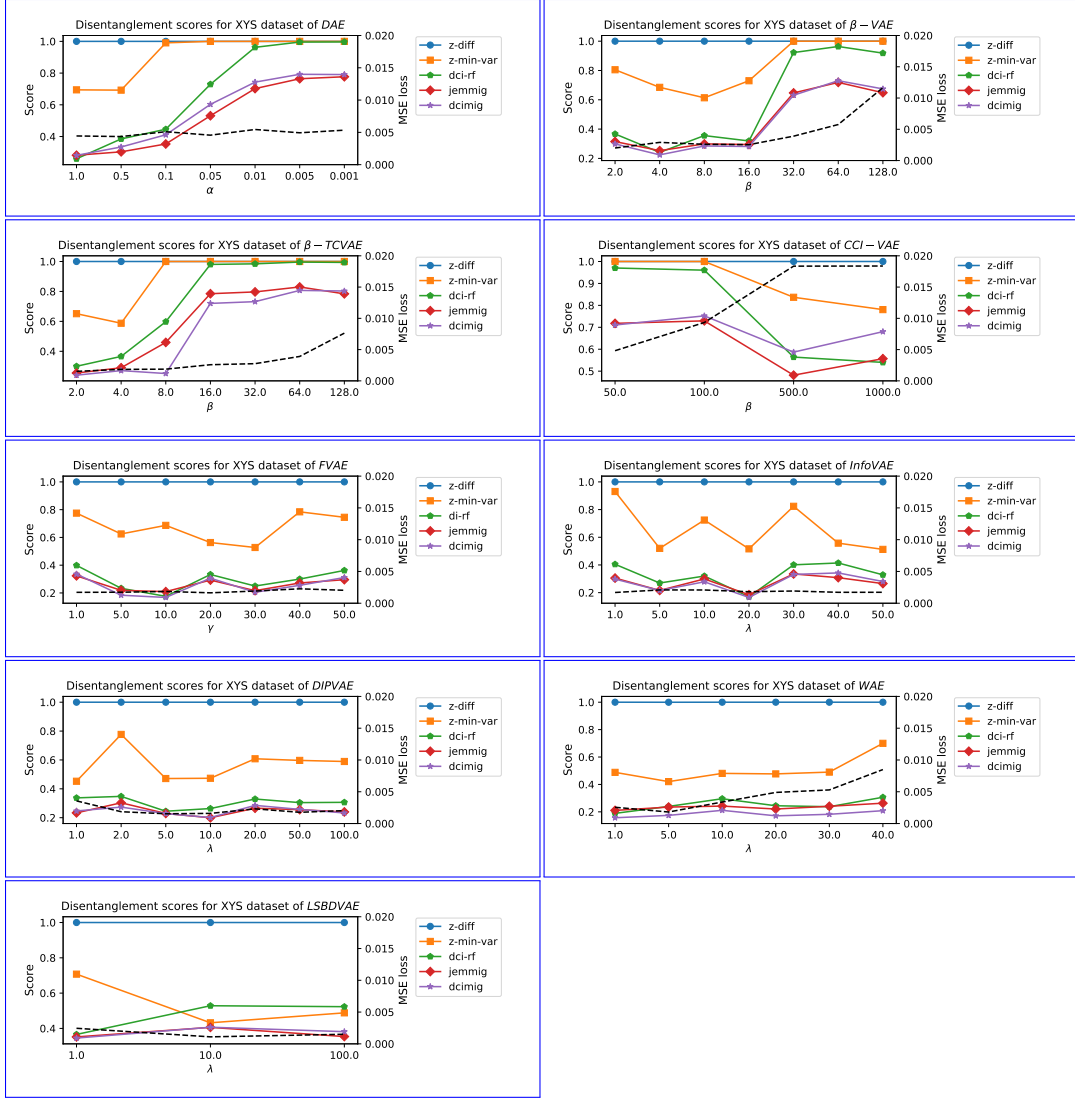 Disentanglement scores for XYS dataset of DAE
1.0
0.8
0.6
0.4
Score
0.020
0.015
0.010
0.005
0.000
MSE loss
1.0 0.5 0.1 0.05 0.01 0.005 0.001
α
z-diff
z-min-var
dci-rf
jemmig
dcimig
Disentanglement scores for XYS dataset of β − VAE
1.0
0.8
0.6
0.4
0.2
Score
0.020
0.015
0.010
0.005
0.000
MSE loss
2.0 4.0 8.0 16.0 32.0 64.0 128.0
β
z-diff
z-min-var
dci-rf
jemmig
dcimig
Disentanglement scores for XYS dataset of β − TCVAE
1.0
0.8
0.6
0.4
Score
0.020
0.015
0.010
0.005
0.000
MSE loss
2.0 4.0 8.0 16.0 32.0 64.0 128.0
β
z-diff
z-min-var
dci-rf
jemmig
dcimig
Disentanglement scores for XYS dataset of CCI − VAE
1.0
0.9
0.8
0.7
0.6
0.5
Score
0.020
0.015
0.010
0.005
0.000
MSE loss
50.0 100.0 500.0 1000.0
β
z-diff
z-min-var
dci-rf
jemmig
dcimig
Disentanglement scores for XYS dataset of FVAE
1.0
0.8
0.6
0.4
0.2
Score
0.020
0.015
0.010
0.005
0.000
MSE loss
1.0 2.0 5.0 10.0 20.0 30.0 40.0 50.0
γ
z-diff
z-min-var
di-rf
jemmig
dcimig
Disentanglement scores for XYS dataset of InfoVAE
1.0
0.8
0.6
0.4
0.2
Score
0.020
0.015
0.010
0.005
0.000
MSE loss
1.0 5.0 10.0 20.0 30.0 40.0 50.0
λ
z-diff
z-min-var
dci-rf
jemmig
dcimig
Disentanglement scores for XYS dataset of DIPVAE
1.0
0.8
0.6
0.4
0.2
Score
0.020
0.015
0.010
0.005
0.000
MSE loss
1.0 2.0 5.0 10.0 20.0 50.0 100.0
λ
z-diff
z-min-var
dci-rf
jemmig
dcimig
Disentanglement scores for XYS dataset of WAE
1.0
0.8
0.6
0.4
0.2
Score
0.020
0.015
0.010
0.005
0.000
MSE loss
1.0 5.0 10.0 20.0 30.0 40.0
λ
z-diff
z-min-var
dci-rf
jemmig
dcimig
Disentanglement scores for XYS dataset of LSBDVAE
1.0
0.8
0.6
0.4
Score
0.020
0.015
0.010
0.005
0.000
MSE loss
1.0 10.0 100.0
λ
z-diff
z-min-var
dci-rf
jemmig
dcimig